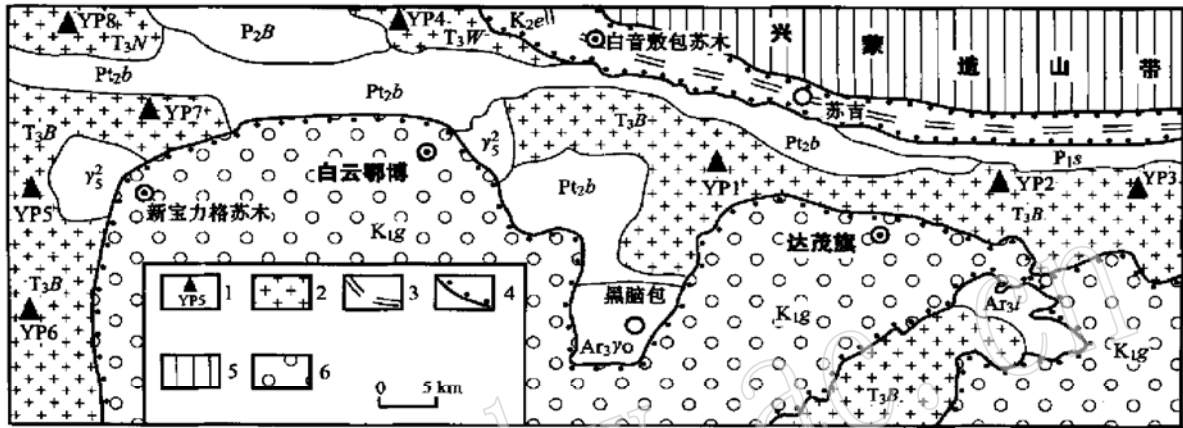 YP8
T₃N
P₂B
YP4
T₃W
K₂e
白音敖包苏木
兴蒙造山带
Pt₂b
Pt₂b
YP7
T₃B
苏吉
γ₅²
T₃B
γ₅²
Pt₂b
P₁s
YP5
白云鄂博
YP1
YP2
YP3
新宝力格苏木
Pt₂b
K₁g
T₃B
达茂旗
T₃B
YP6
黑脑包
Ar₃γo
K₁g
K₁g
T₃B
YP5 1
2
3
4
5
6
0 5 km